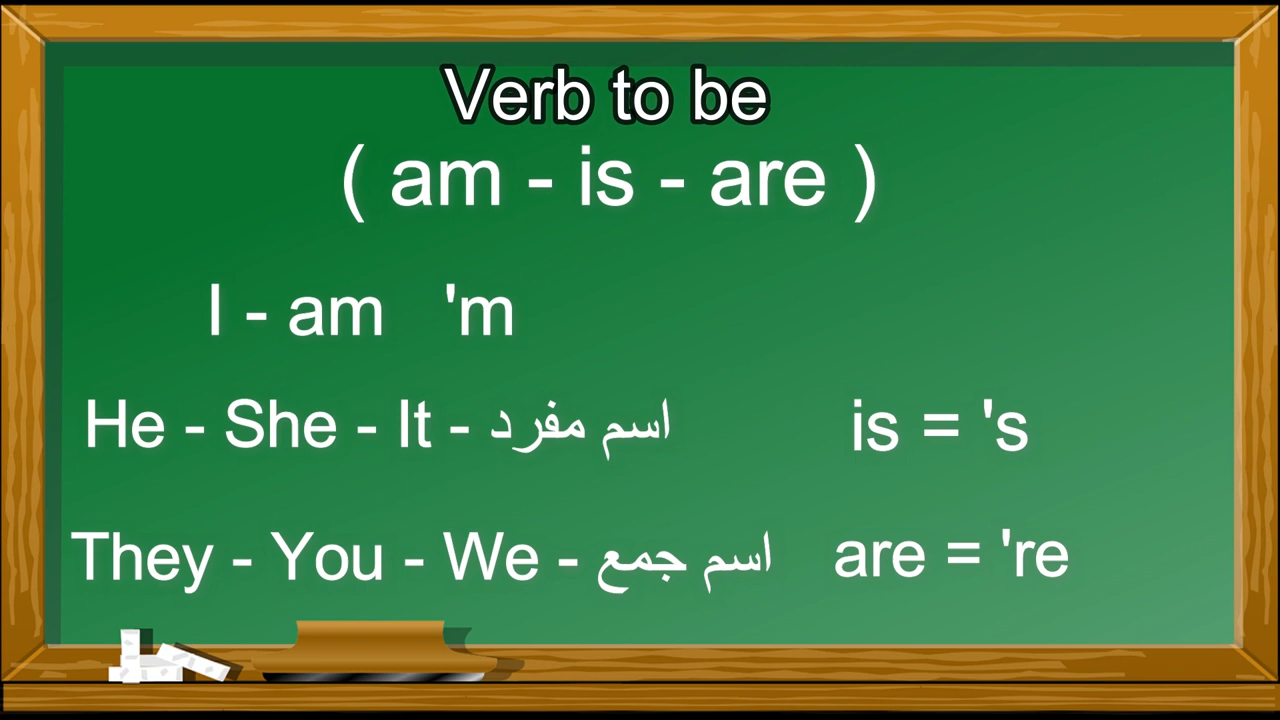 Verb to be
( am - is - are )
I - am 'm
He - She - It - اسم مفرد is = 's
They - You - We - اسم جمع are = 're